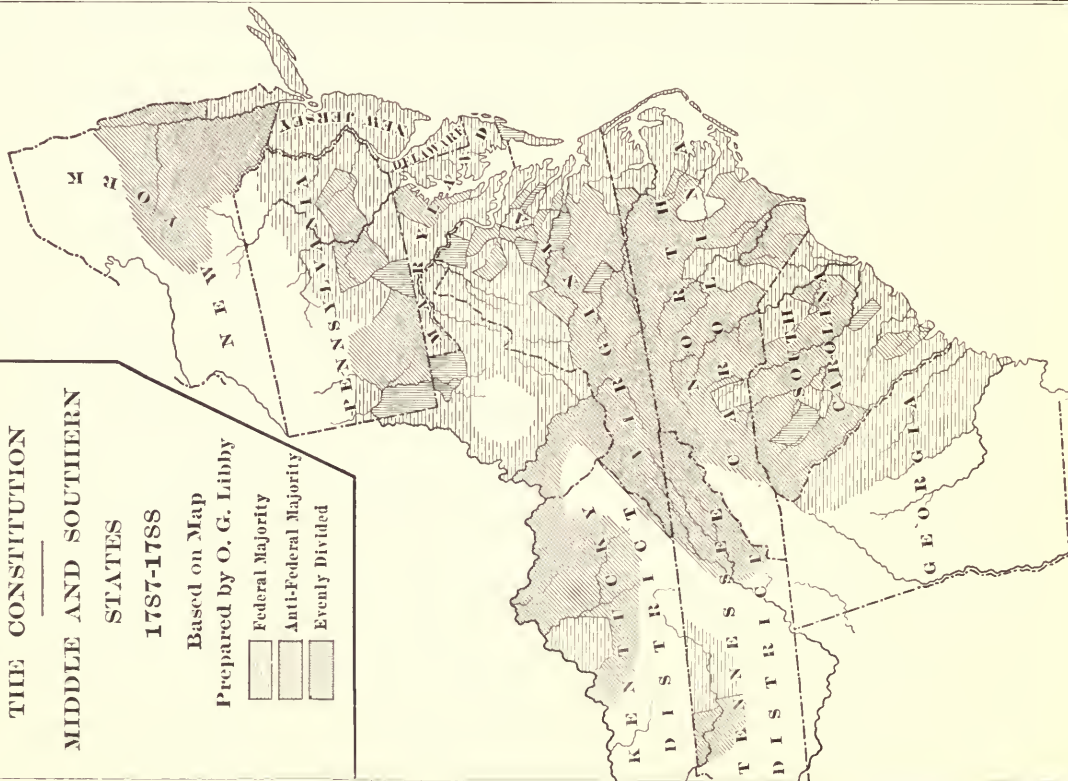 THE CONSTITUTION
MIDDLE AND SOUTHERN
STATES
1787-1788
Based on Map
Prepared by O. G. Libby
Federal Majority
Anti-Federal Majority
Evenly Divided
NEW YORK
PENNSYLVANIA
NEW JERSEY
DELAWARE
MARYLAND
VIRGINIA
NORTH
CAROLINA
SOUTH
CAROLINA
GEORGIA
KENTUCKY
DISTRICT
TENNESSEE
DISTRICT